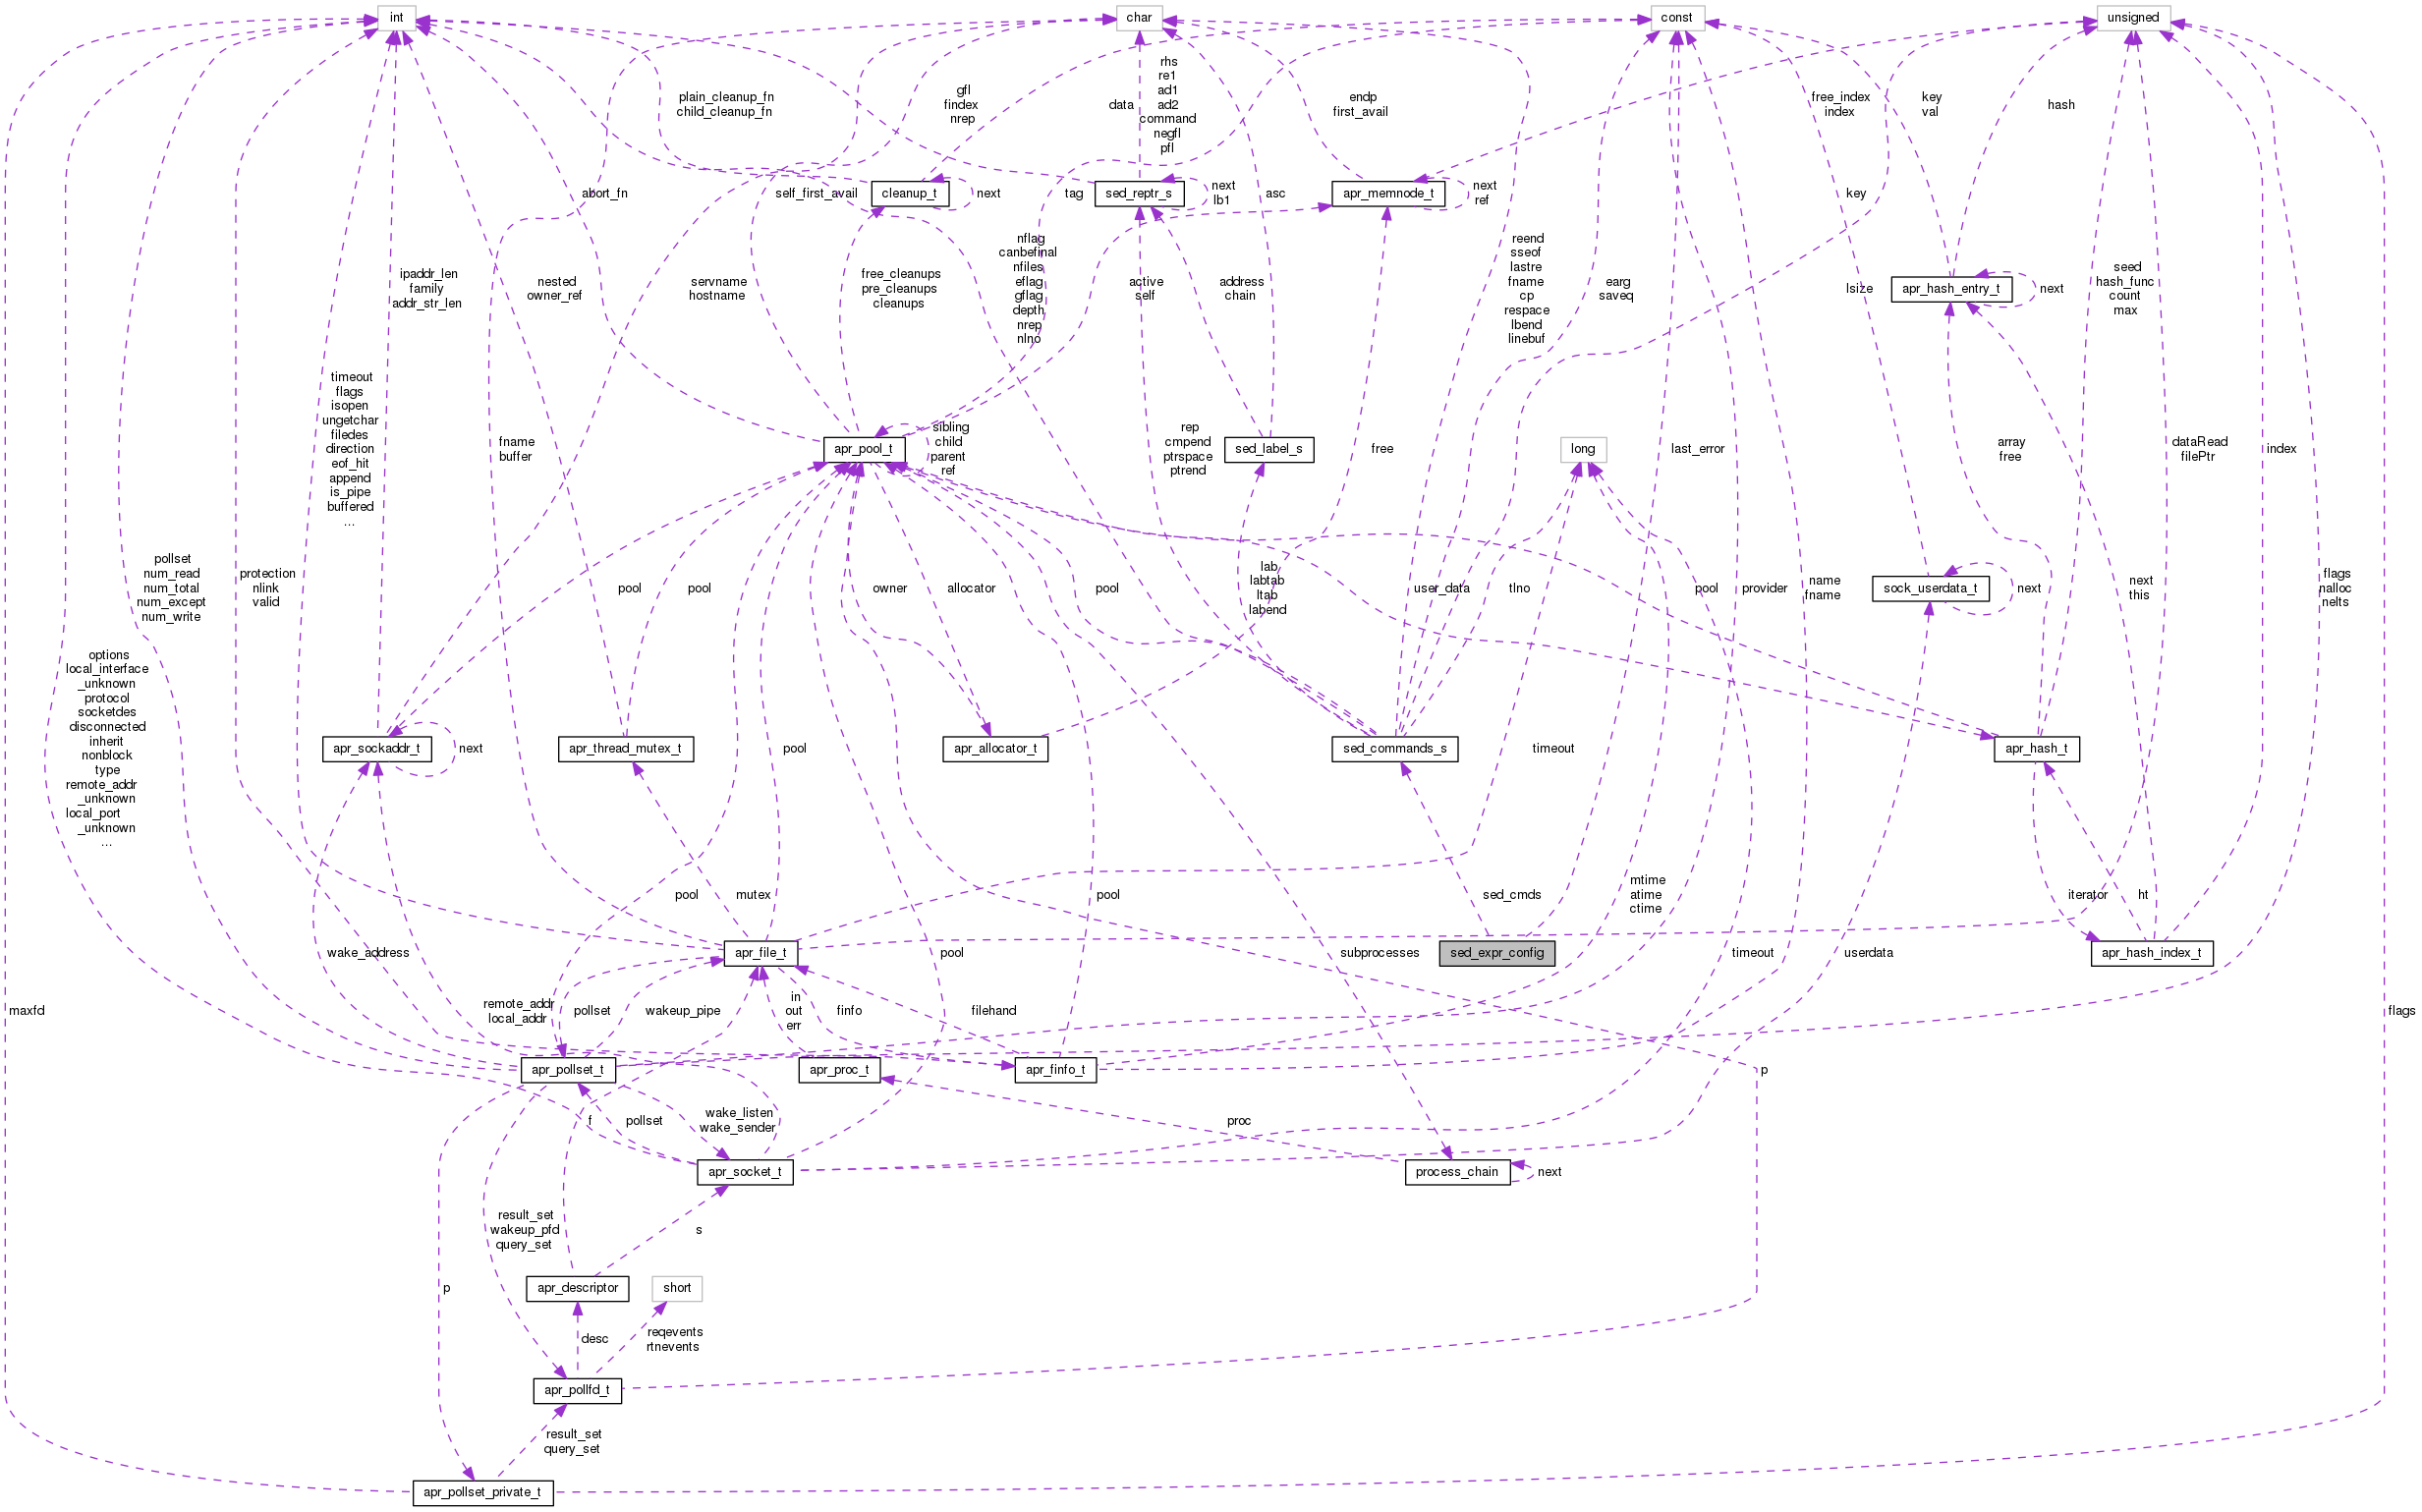 int
char
const
unsigned
plain_cleanup_fn
child_cleanup_fn
gfl
findex
nrep
data
rhs
re1
ad1
ad2
command
negfl
pfl
endp
first_avail
free_index
index
key
val
hash
abort_fn
self_first_avail
cleanup_t
next
tag
sed_reptr_s
next
lb1
asc
apr_memnode_t
next
ref
key
ipaddr_len
family
addr_str_len
nested
owner_ref
servname
hostname
free_cleanups
pre_cleanups
cleanups
nflag
canbefinal
nfiles
eflag
gflag
depth
nrep
nlno
active
self
address
chain
reend
sseof
lastre
fname
cp
respace
lbend
linebuf
earg
saveq
lsize
apr_hash_entry_t
next
seed
hash_func
count
max
timeout
flags
isopen
ungetchar
filedes
direction
eof_hit
append
is_pipe
buffered
...
fname
buffer
apr_pool_t
sibling
child
parent
ref
rep
cmpend
ptrspace
ptrend
sed_label_s
free
long
last_error
array
free
dataRead
filePtr
index
pollset
num_read
num_total
num_except
num_write
protection
nlink
valid
pool
pool
owner
allocator
pool
lab
labtab
ltab
labend
user_data
tlno
pool
provider
name
fname
sock_userdata_t
next
next
this
flags
nalloc
nelts
options
local_interface
_unknown
protocol
socketdes
disconnected
inherit
nonblock
type
remote_addr
_unknown
local_port
_unknown
...
apr_sockaddr_t
next
apr_thread_mutex_t
pool
apr_allocator_t
sed_commands_s
timeout
apr_hash_t
wake_address
pool
mutex
pool
sed_cmds
mtime
atime
ctime
iterator
ht
apr_file_t
pool
subprocesses
sed_expr_config
timeout
userdata
apr_hash_index_t
maxfd
remote_addr
local_addr
pollset
wakeup_pipe
in
out
err
finfo
filehand
flags
apr_pollset_t
apr_proc_t
apr_finfo_t
p
f
pollset
wake_listen
wake_sender
proc
apr_socket_t
process_chain
next
result_set
wakeup_pfd
query_set
s
p
apr_descriptor
short
desc
reqevents
rtnevents
apr_pollfd_t
result_set
query_set
apr_pollset_private_t